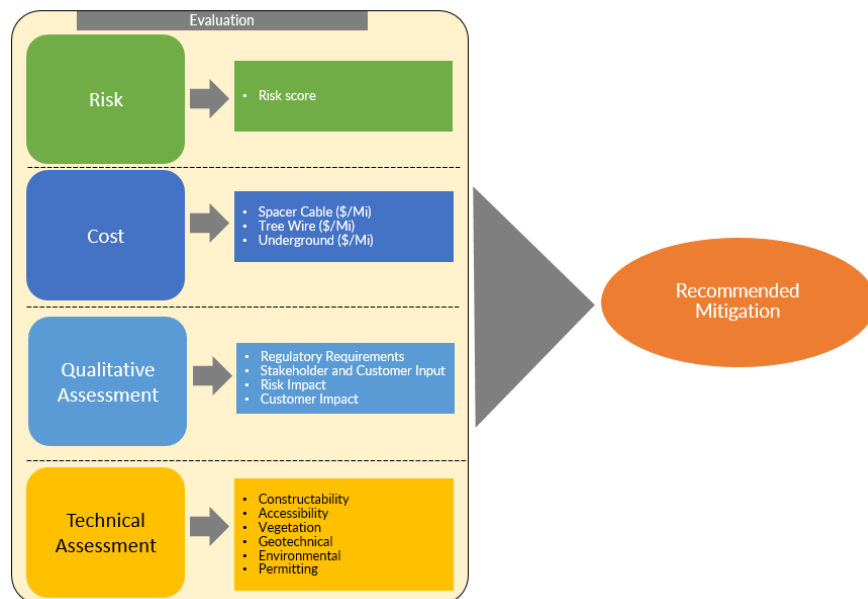 Evaluation
Risk
• Risk score
Cost
• Spacer Cable ($/Mi)
• Tree Wire ($/Mi)
• Underground ($/Mi)
Qualitative
Assessment
• Regulatory Requirements
• Stakeholder and Customer Input
• Risk Impact
• Customer Impact
Technical
Assessment
• Constructability
• Accessibility
• Vegetation
• Geotechnical
• Environmental
• Permitting
Recommended
Mitigation